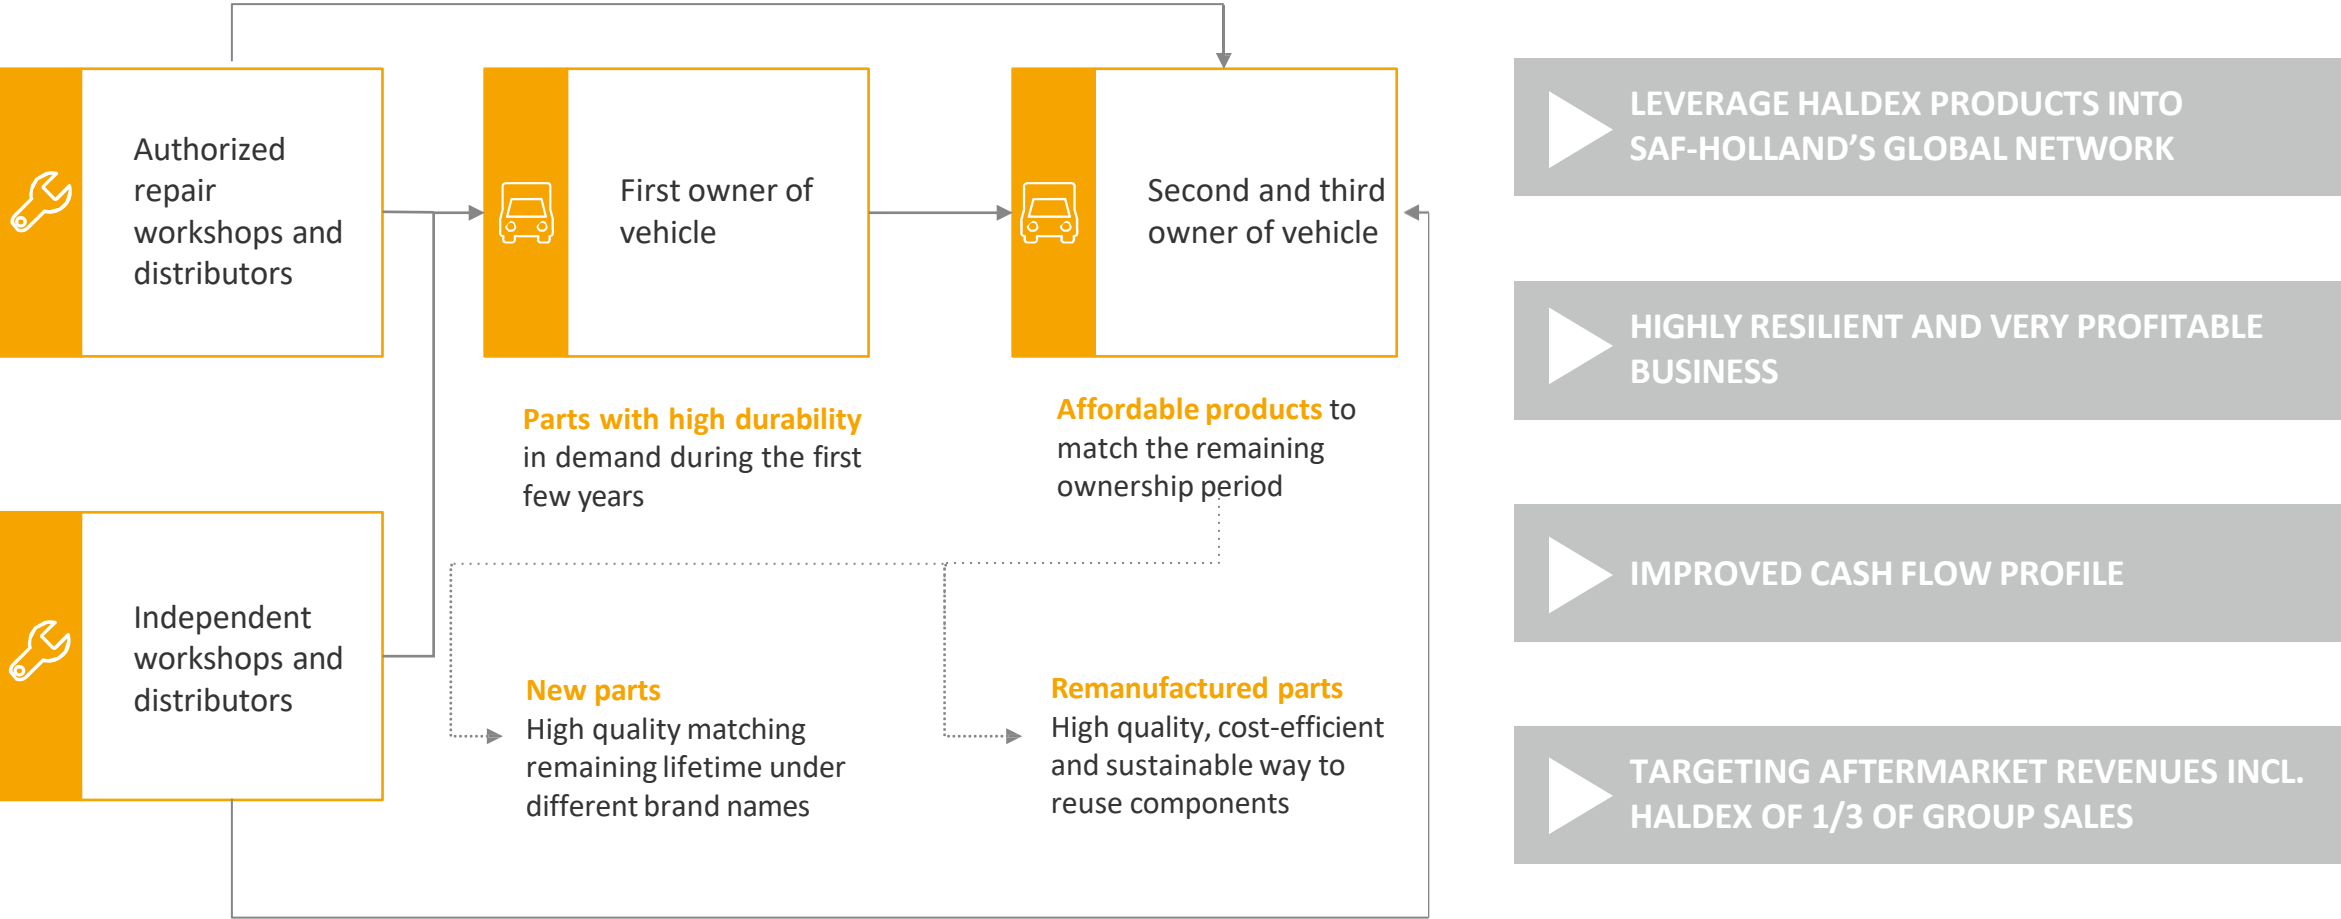 Authorized
repair
workshops and
distributors
First owner of
vehicle
Second and third
owner of vehicle
Parts with high durability
in demand during the first
few years
Affordable products to
match the remaining
ownership period
Independent
workshops and
distributors
New parts
High quality matching
remaining lifetime under
different brand names
Remanufactured parts
High quality, cost-efficient
and sustainable way to
reuse components
LEVERAGE HALDEX PRODUCTS INTO
SAF-HOLLAND’S GLOBAL NETWORK
HIGHLY RESILIENT AND VERY PROFITABLE
BUSINESS
IMPROVED CASH FLOW PROFILE
TARGETING AFTERMARKET REVENUES INCL.
HALDEX OF 1/3 OF GROUP SALES